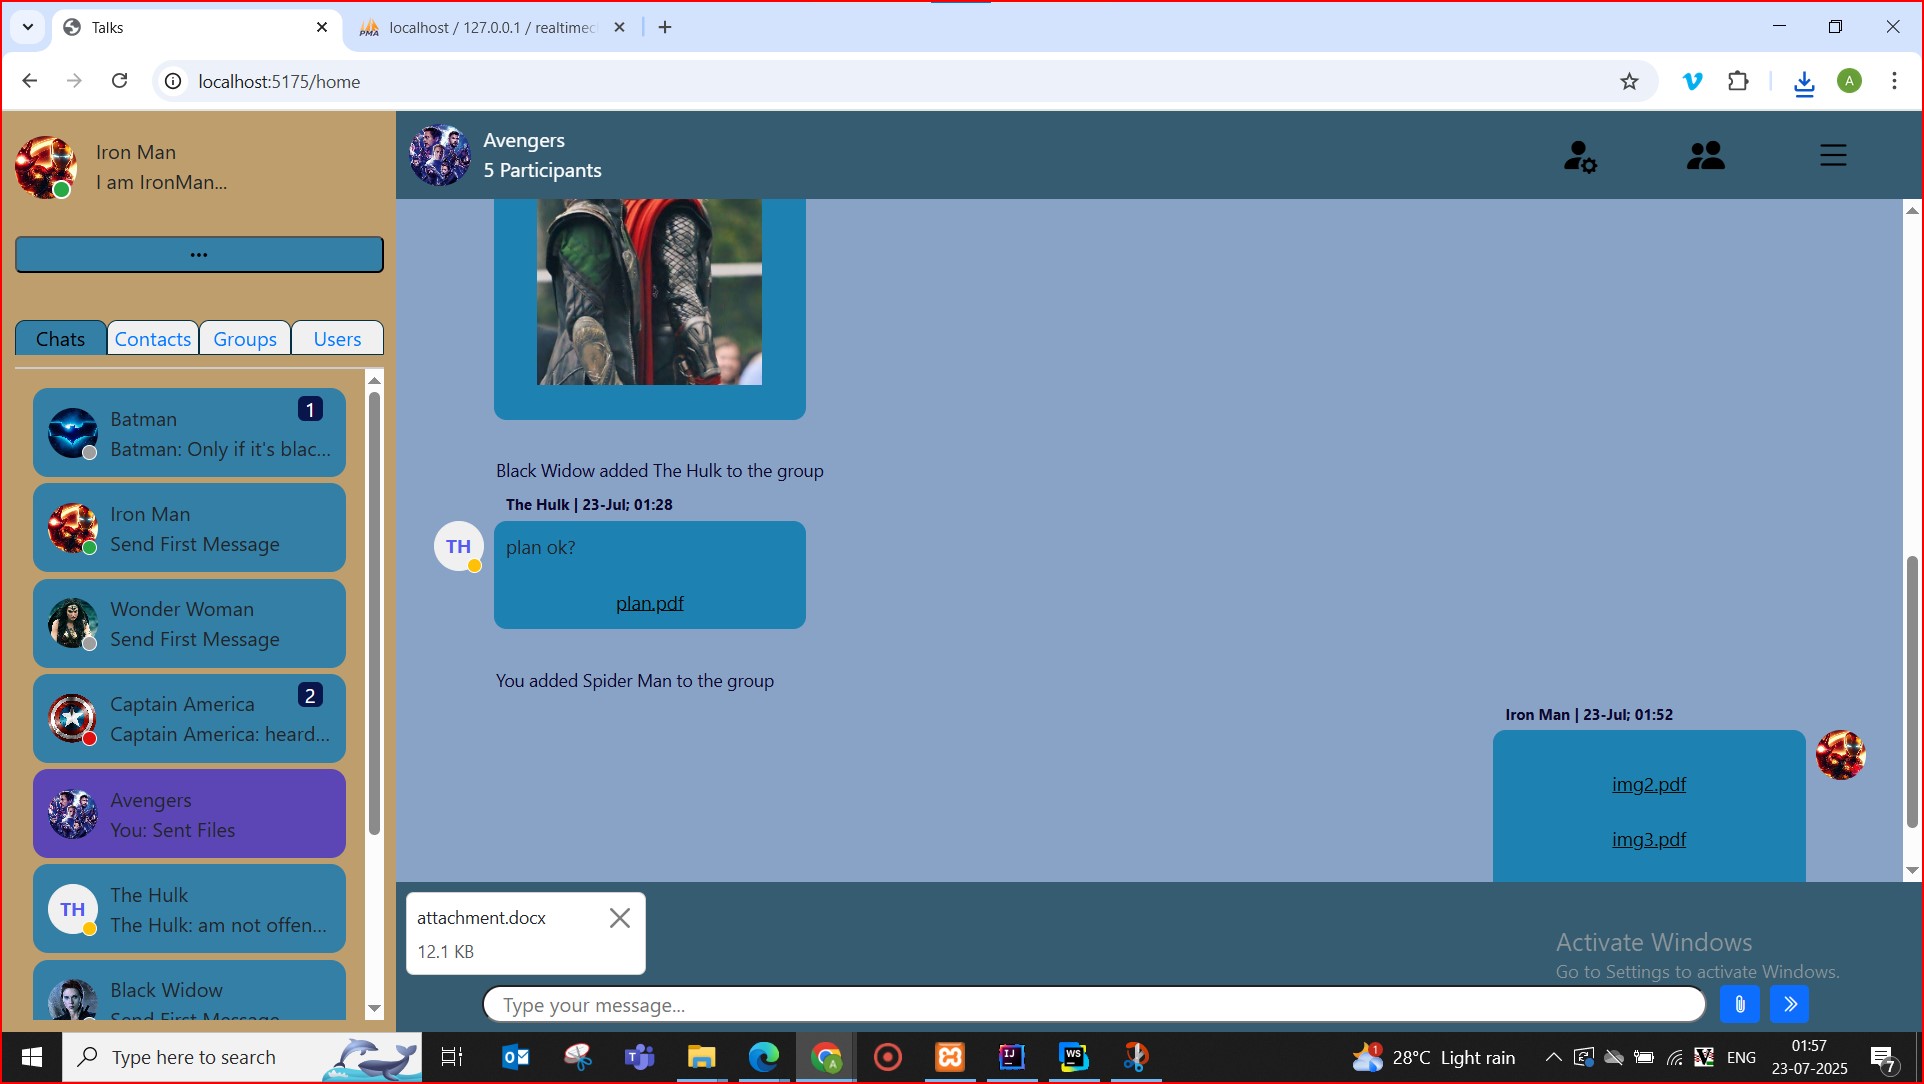 Talks
localhost / 127.0.0.1 / realtimec
localhost:5175/home
A
Iron Man
I am IronMan...
...
Chats
Contacts
Groups
Users
Batman
1
Batman: Only if it's blac...
Iron Man
Send First Message
Wonder Woman
Send First Message
Captain America
2
Captain America: heard...
Avengers
You: Sent Files
TH
The Hulk
The Hulk: am not offen...
Black Widow
Send First Message
Avengers
5 Participants
Black Widow added The Hulk to the group
The Hulk | 23-Jul; 01:28
TH
plan ok?
plan.pdf
You added Spider Man to the group
Iron Man | 23-Jul; 01:52
img2.pdf
img3.pdf
attachment.docx
12.1 KB
Activate Windows
Go to Settings to activate Windows.
Type your message...
Type here to search
28°C Light rain
ENG
01:57
23-07-2025
7